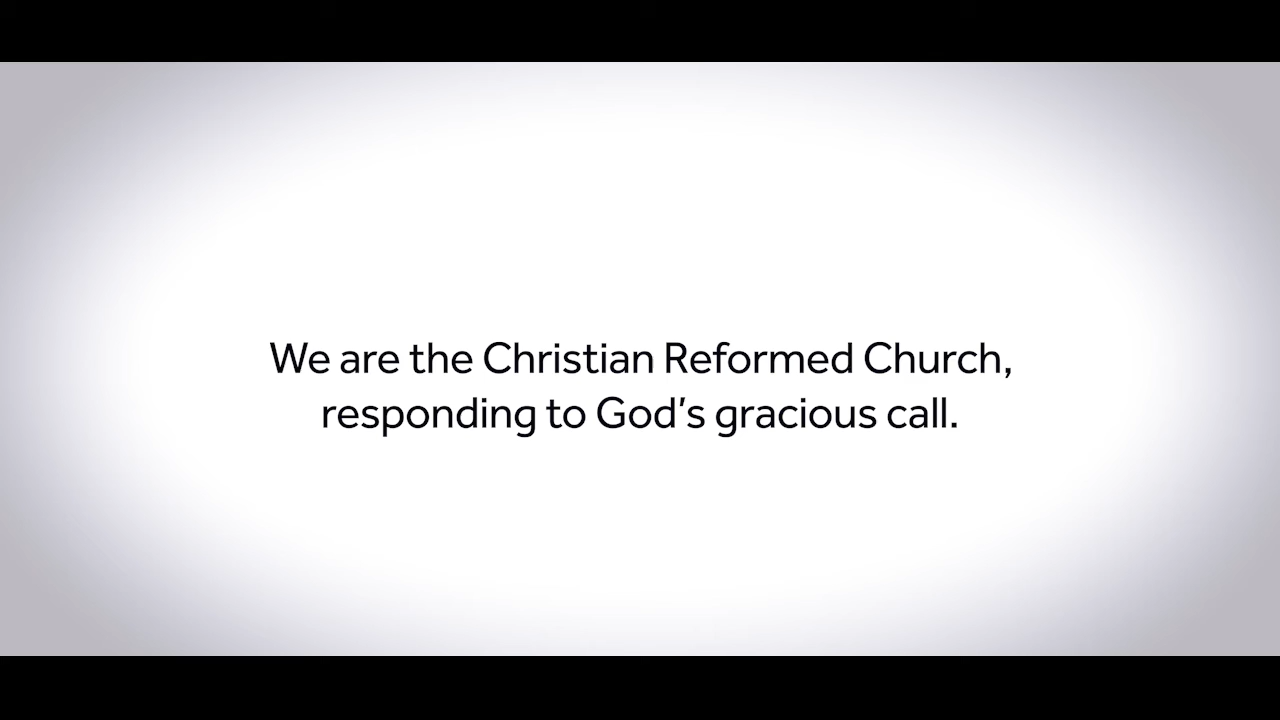 We are the Christian Reformed Church,
responding to God’s gracious call.